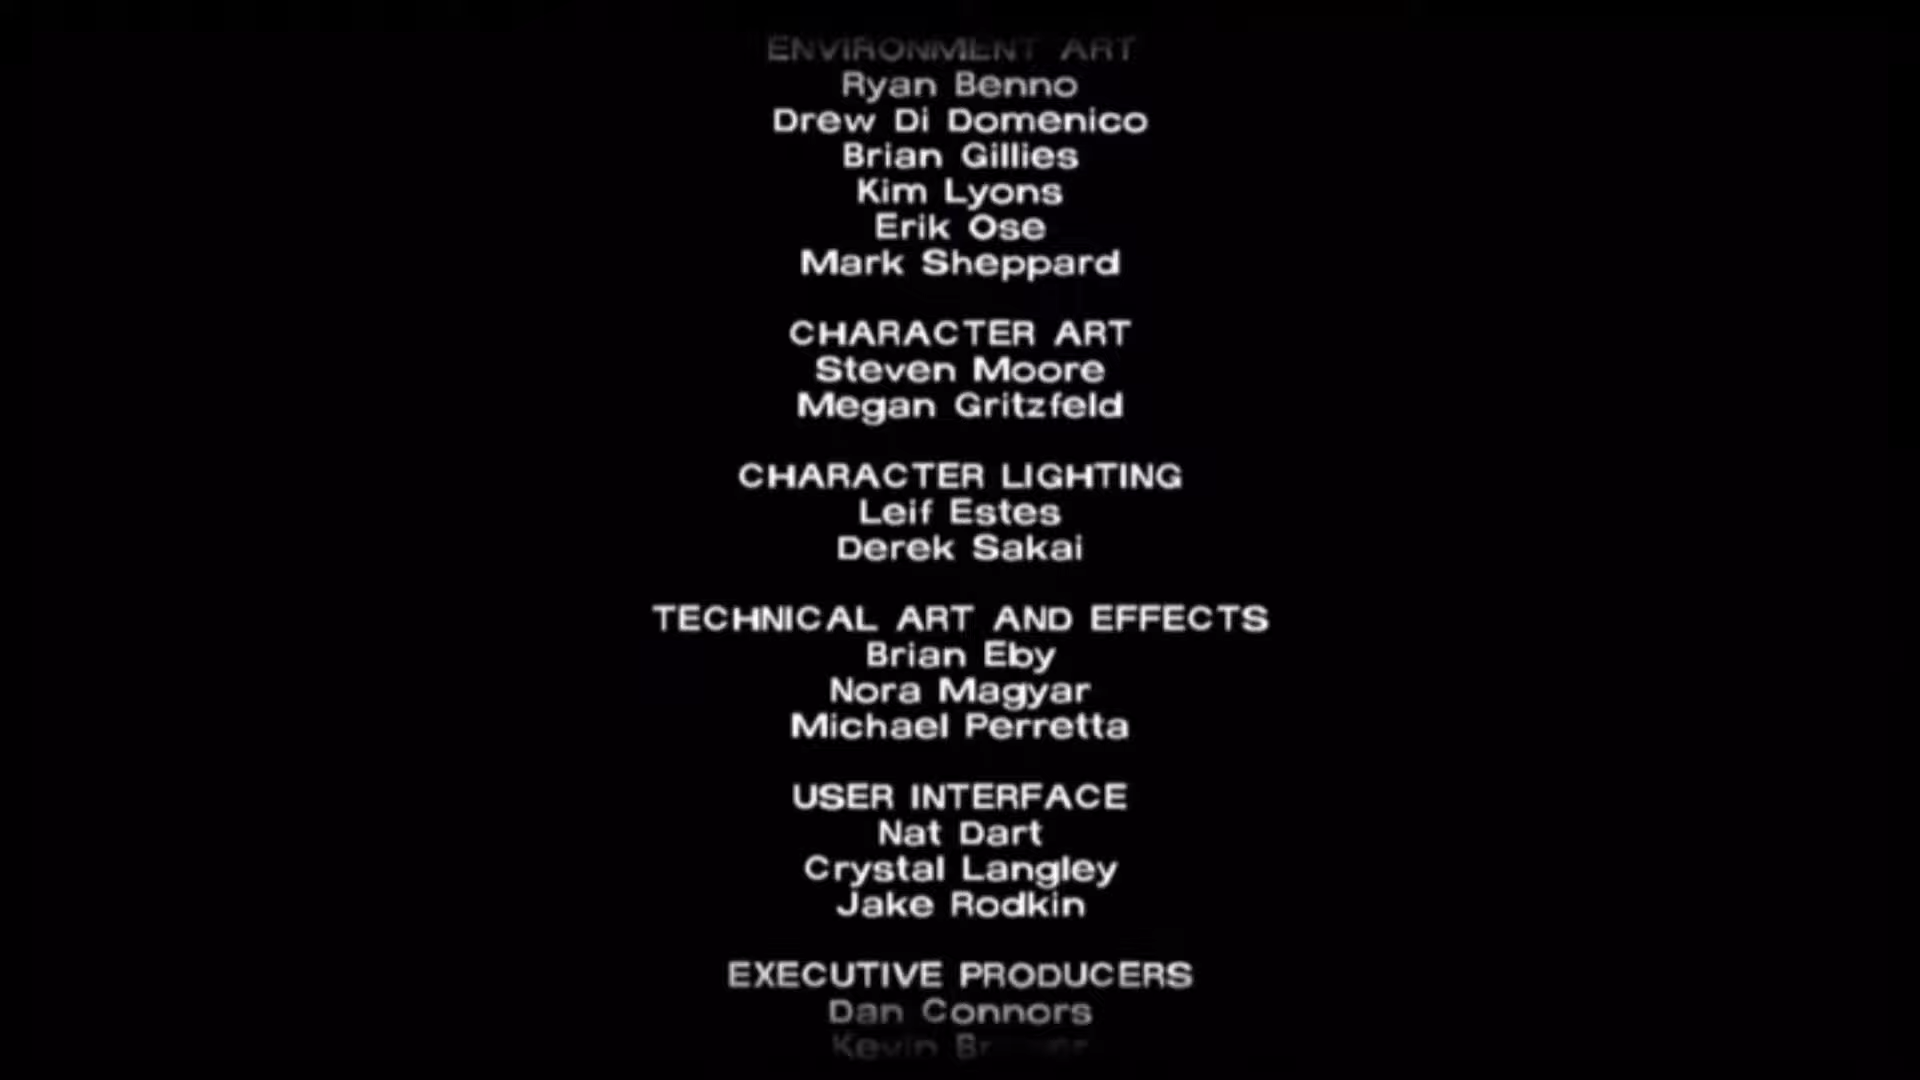 ENVIRONMENT ART
Ryan Benno
Drew Di Domenico
Brian Gillies
Kim Lyons
Erik Ose
Mark Sheppard
CHARACTER ART
Steven Moore
Megan Gritzfeld
CHARACTER LIGHTING
Leif Estes
Derek Sakai
TECHNICAL ART AND EFFECTS
Brian Eby
Nora Magyar
Michael Perretta
USER INTERFACE
Nat Dart
Crystal Langley
Jake Rodkin
EXECUTIVE PRODUCERS
Dan Connors
Kevin